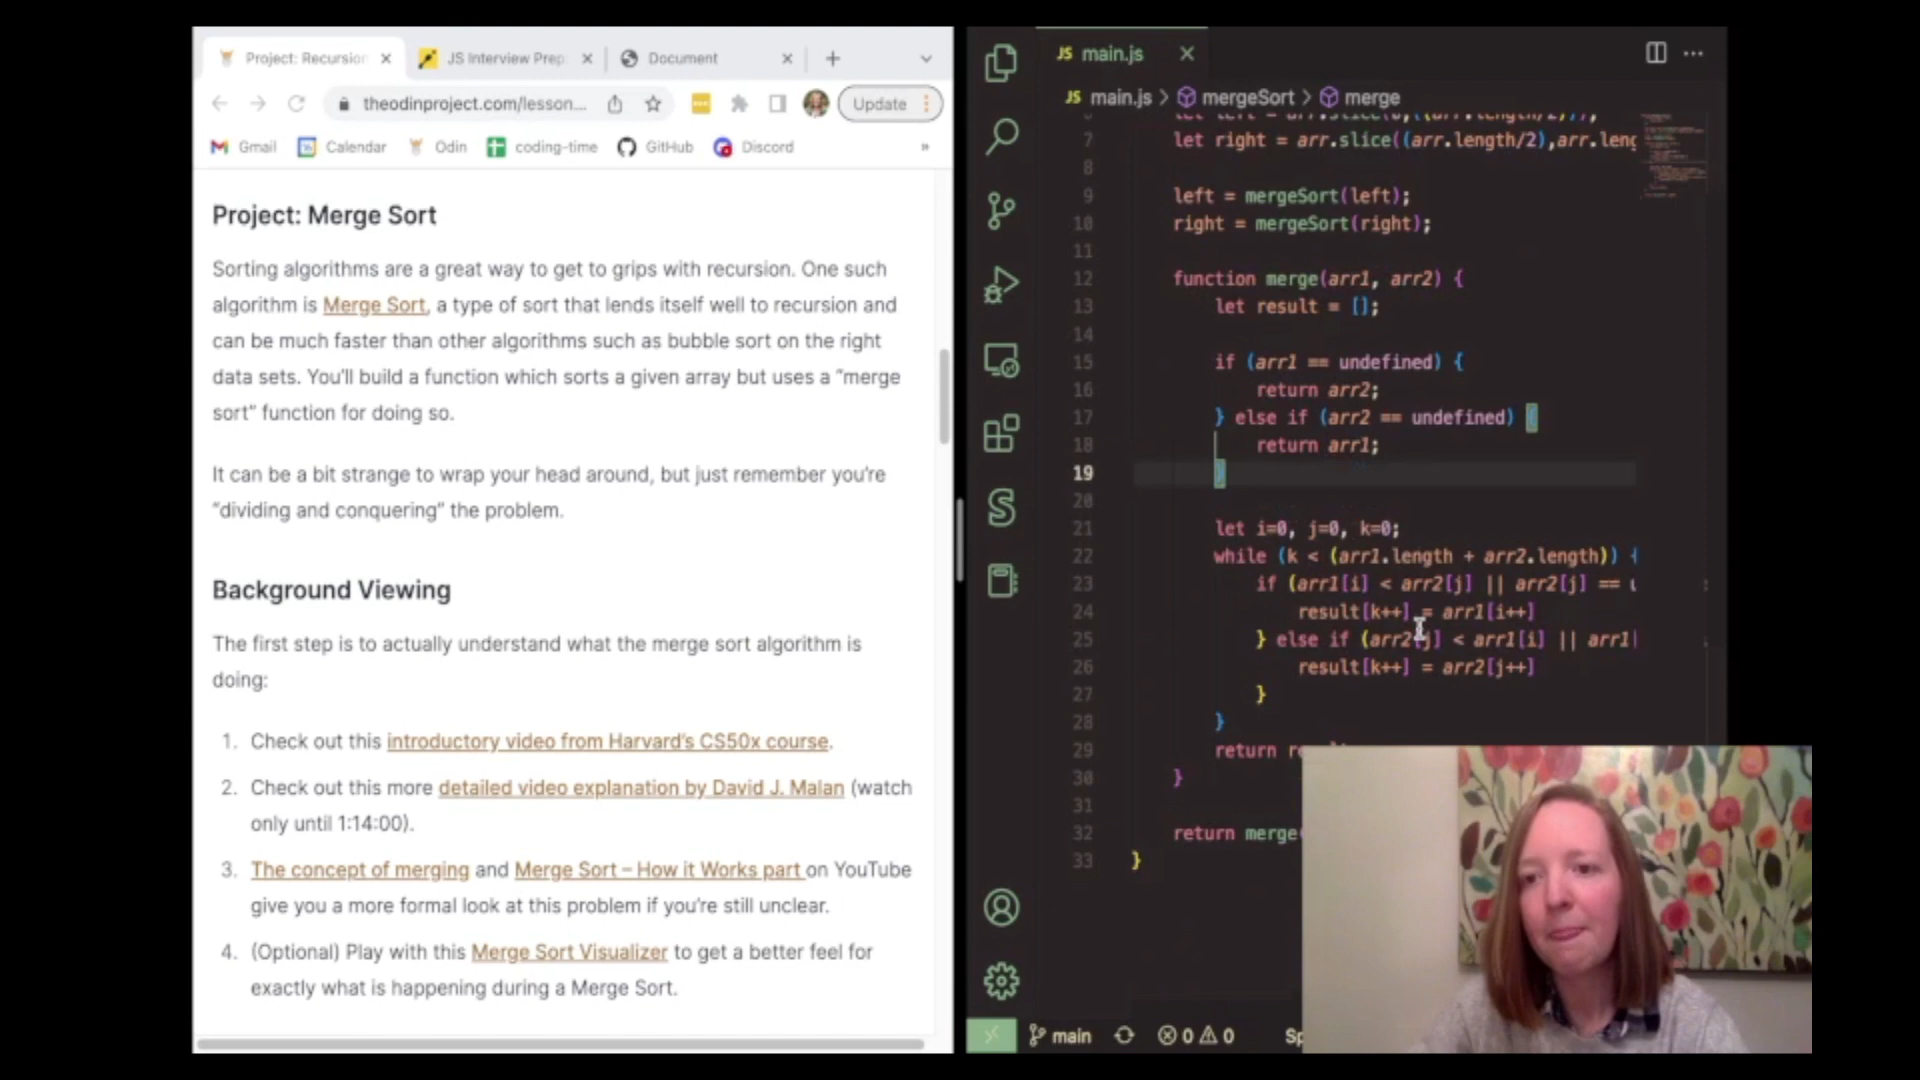 Project: Recursion
JS Interview Prep
Document
theodinproject.com/lesson...
Update
Gmail
Calendar
Odin
coding-time
GitHub
Discord
»
Project: Merge Sort
Sorting algorithms are a great way to get to grips with recursion. One such
algorithm is Merge Sort, a type of sort that lends itself well to recursion and
can be much faster than other algorithms such as bubble sort on the right
data sets. You'll build a function which sorts a given array but uses a "merge
sort" function for doing so.
It can be a bit strange to wrap your head around, but just remember you're
"dividing and conquering" the problem.
Background Viewing
The first step is to actually understand what the merge sort algorithm is
doing:
1. Check out this introductory video from Harvard's CS50x course.
2. Check out this more detailed video explanation by David J. Malan (watch
only until 1:14:00).
3. The concept of merging and Merge Sort – How it Works part on YouTube
give you a more formal look at this problem if you're still unclear.
4. (Optional) Play with this Merge Sort Visualizer to get a better feel for
exactly what is happening during a Merge Sort.
JS main.js
JS main.js > mergeSort > merge
7 let right = arr.slice((arr.length/2),arr.leng
8
9 left = mergeSort(left);
10 right = mergeSort(right);
11
12 function merge(arr1, arr2) {
13 let result = [];
14
15 if (arr1 == undefined) {
16 return arr2;
17 } else if (arr2 == undefined) {
18 return arr1;
19 }
20
21 let i=0, j=0, k=0;
22 while (k < (arr1.length + arr2.length)) {
23 if (arr1[i] < arr2[j] || arr2[j] ==
24 result[k++] = arr1[i++]
25 } else if (arr2[j] < arr1[i] || arr1
26 result[k++] = arr2[j++]
27 }
28 }
29 return
30 }
31
32 return merge(
33 }
main
0
0